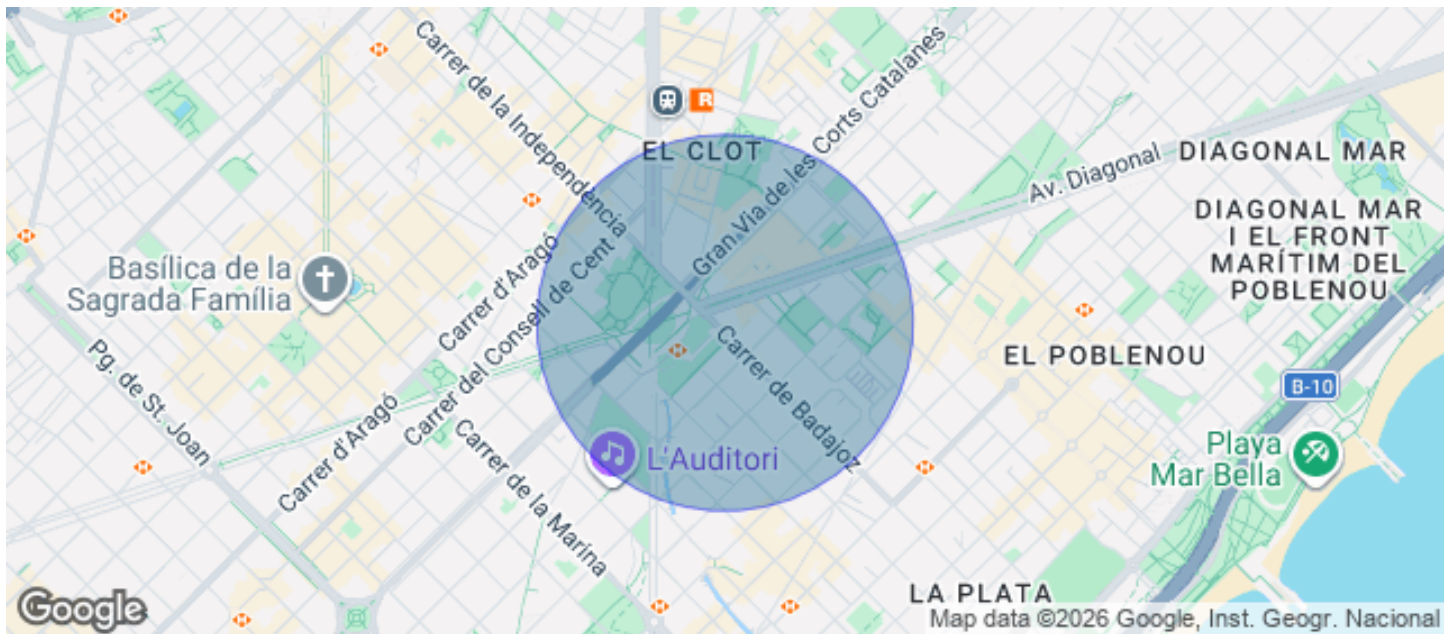 Carrer de la Independència
R
EL CLOT
Gran Via de les Corts Catalanes
Av. Diagonal
DIAGONAL MAR
DIAGONAL MAR
I EL FRONT
MARÍTIM DEL
POBLENOU
Basílica de la
Sagrada Família
Carrer d'Aragó
Carrer del Consell de Cent
Pg. de St. Joan
Carrer d'Aragó
Carrer de la Marina
Carrer de Badajoz
EL POBLENOU
B-10
L'Auditori
Playa
Mar Bella
LA PLATA
Google
Map data ©2026 Google, Inst. Geogr. Nacional